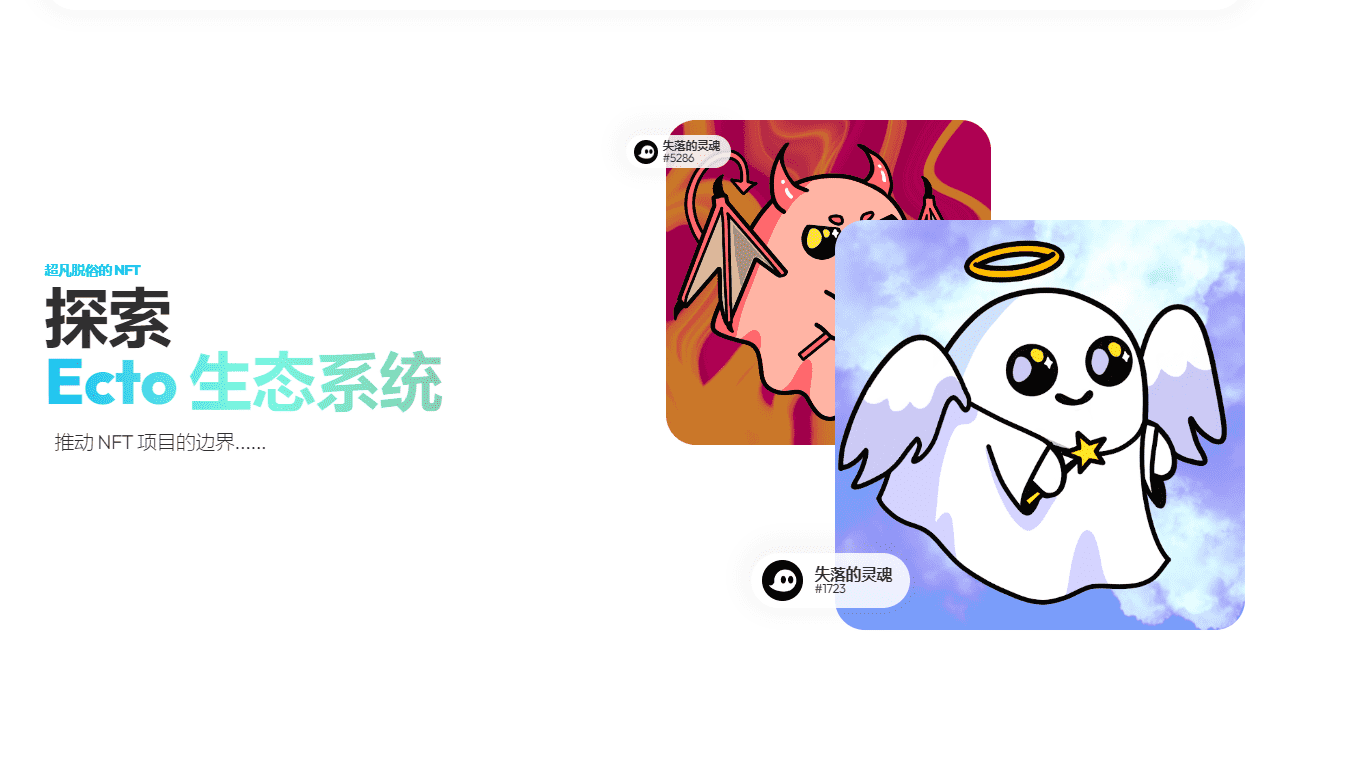 失落的灵魂
#5286
超凡脱俗的 NFT
探索
Ecto 生态系统
推动 NFT 项目的边界......
失落的灵魂
#1723